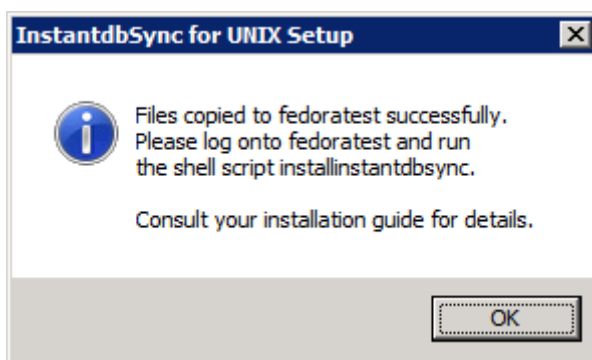 InstantdbSync for UNIX Setup
Files copied to fedoratest successfully.
Please log onto fedoratest and run
the shell script installinstantdbsync.
Consult your installation guide for details.
OK